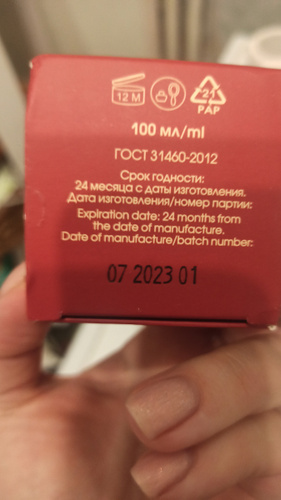 12 M
21
PAP
100 мл/ml
ГОСТ 31460-2012
Срок годности:
24 месяца с даты изготовления.
Дата изготовления/номер партии:
Expiration date: 24 months from
the date of manufacture.
Date of manufacture/batch number:
07 2023 01